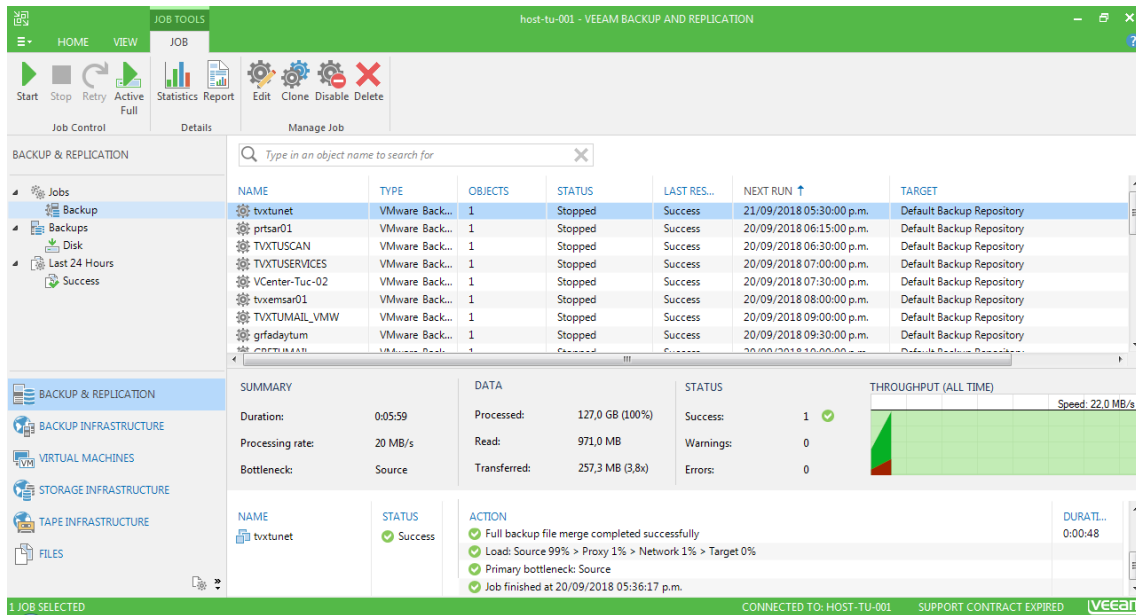 JOB TOOLS
host-tu-001 - VEEAM BACKUP AND REPLICATION
HOME VIEW JOB
Start Stop Retry Active Full Statistics Report Edit Clone Disable Delete
Job Control Details Manage Job
BACKUP & REPLICATION
Type in an object name to search for
Jobs
Backup
Backups
Disk
Last 24 Hours
Success
NAME TYPE OBJECTS STATUS LAST RES... NEXT RUN TARGET
tvxtunet VMware Back... 1 Stopped Success 21/09/2018 05:30:00 p.m. Default Backup Repository
prtsar01 VMware Back... 1 Stopped Success 20/09/2018 06:15:00 p.m. Default Backup Repository
TVXTUSCAN VMware Back... 1 Stopped Success 20/09/2018 06:30:00 p.m. Default Backup Repository
TVXTUSERVICES VMware Back... 1 Stopped Success 20/09/2018 07:00:00 p.m. Default Backup Repository
VCenter-Tuc-02 VMware Back... 1 Stopped Success 20/09/2018 07:30:00 p.m. Default Backup Repository
tvxemsar01 VMware Back... 1 Stopped Success 20/09/2018 08:00:00 p.m. Default Backup Repository
TVXTUMAIL_VMW VMware Back... 1 Stopped Success 20/09/2018 09:00:00 p.m. Default Backup Repository
grfadaytum VMware Back... 1 Stopped Success 20/09/2018 09:30:00 p.m. Default Backup Repository
BACKUP & REPLICATION
BACKUP INFRASTRUCTURE
VIRTUAL MACHINES
STORAGE INFRASTRUCTURE
TAPE INFRASTRUCTURE
FILES
SUMMARY
Duration: 0:05:59
Processing rate: 20 MB/s
Bottleneck: Source
DATA
Processed: 127,0 GB (100%)
Read: 971,0 MB
Transferred: 257,3 MB (3,8x)
STATUS
Success: 1
Warnings: 0
Errors: 0
THROUGHPUT (ALL TIME)
Speed: 22,0 MB/s
NAME STATUS
tvxtunet Success
ACTION DURATI...
Full backup file merge completed successfully 0:00:48
Load: Source 99% > Proxy 1% > Network 1% > Target 0%
Primary bottleneck: Source
Job finished at 20/09/2018 05:36:17 p.m.
1 JOB SELECTED CONNECTED TO: HOST-TU-001 SUPPORT CONTRACT EXPIRED veeam